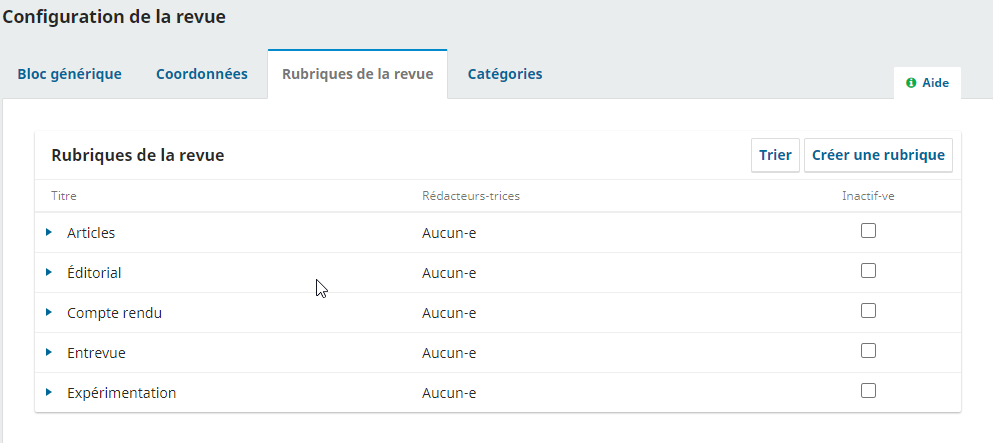 Configuration de la revue
Bloc générique Coordonnées Rubriques de la revue Catégories
Aide
Rubriques de la revue Trier Créer une rubrique
Titre Rédacteurs-trices Inactif-ve
Articles Aucun-e
Éditorial Aucun-e
Compte rendu Aucun-e
Entrevue Aucun-e
Expérimentation Aucun-e